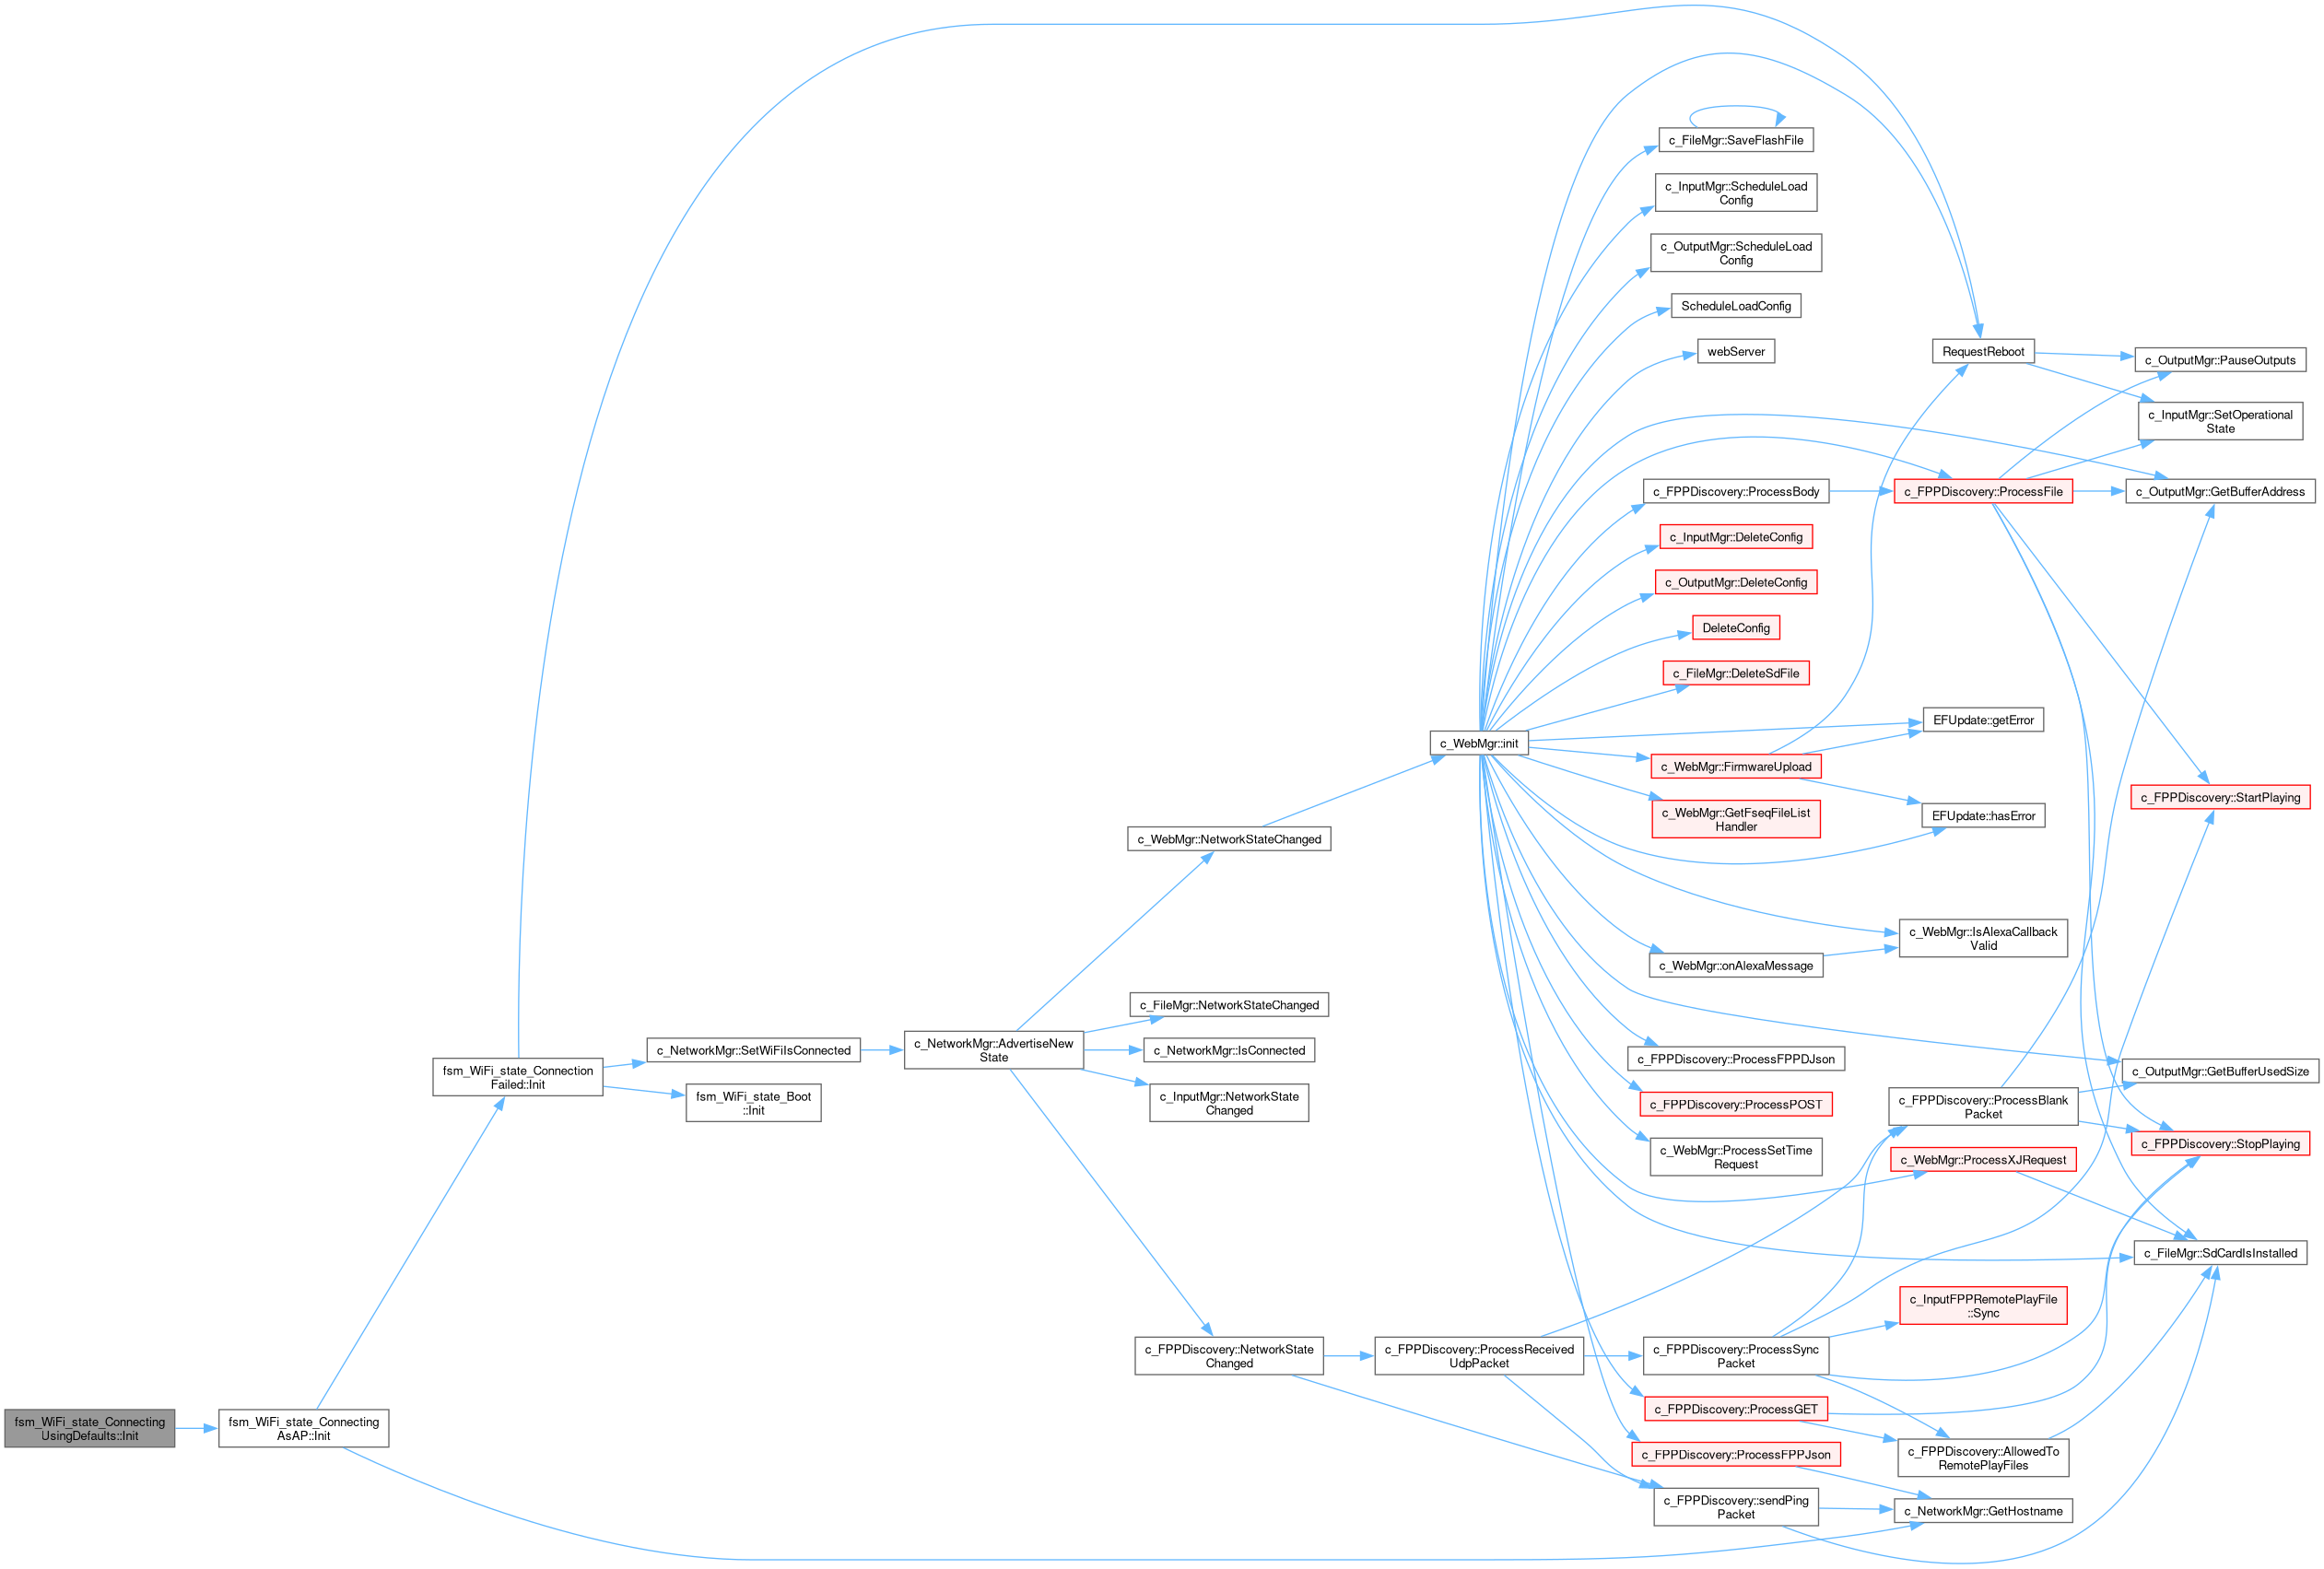 fsm_WiFi_state_Connecting
UsingDefaults::Init
fsm_WiFi_state_Connecting
AsAP::Init
fsm_WiFi_state_Connection
Failed::Init
c_NetworkMgr::SetWiFiIsConnected
fsm_WiFi_state_Boot
::Init
c_NetworkMgr::AdvertiseNew
State
c_WebMgr::NetworkStateChanged
c_FileMgr::NetworkStateChanged
c_NetworkMgr::IsConnected
c_InputMgr::NetworkState
Changed
c_FPPDiscovery::NetworkState
Changed
c_WebMgr::init
c_FPPDiscovery::ProcessReceived
UdpPacket
c_FileMgr::SaveFlashFile
c_InputMgr::ScheduleLoad
Config
c_OutputMgr::ScheduleLoad
Config
ScheduleLoadConfig
webServer
c_FPPDiscovery::ProcessBody
c_InputMgr::DeleteConfig
c_OutputMgr::DeleteConfig
DeleteConfig
c_FileMgr::DeleteSdFile
c_WebMgr::FirmwareUpload
c_WebMgr::GetFseqFileList
Handler
c_WebMgr::onAlexaMessage
c_FPPDiscovery::ProcessFPPDJson
c_FPPDiscovery::ProcessPOST
c_WebMgr::ProcessSetTime
Request
c_FPPDiscovery::ProcessSync
Packet
c_FPPDiscovery::ProcessGET
c_FPPDiscovery::ProcessFPPJson
c_FPPDiscovery::sendPing
Packet
RequestReboot
c_FPPDiscovery::ProcessFile
EFUpdate::getError
EFUpdate::hasError
c_WebMgr::IsAlexaCallback
Valid
c_FPPDiscovery::ProcessBlank
Packet
c_WebMgr::ProcessXJRequest
c_InputFPPRemotePlayFile
::Sync
c_FPPDiscovery::AllowedTo
RemotePlayFiles
c_NetworkMgr::GetHostname
c_OutputMgr::PauseOutputs
c_InputMgr::SetOperational
State
c_OutputMgr::GetBufferAddress
c_FPPDiscovery::StartPlaying
c_OutputMgr::GetBufferUsedSize
c_FPPDiscovery::StopPlaying
c_FileMgr::SdCardIsInstalled